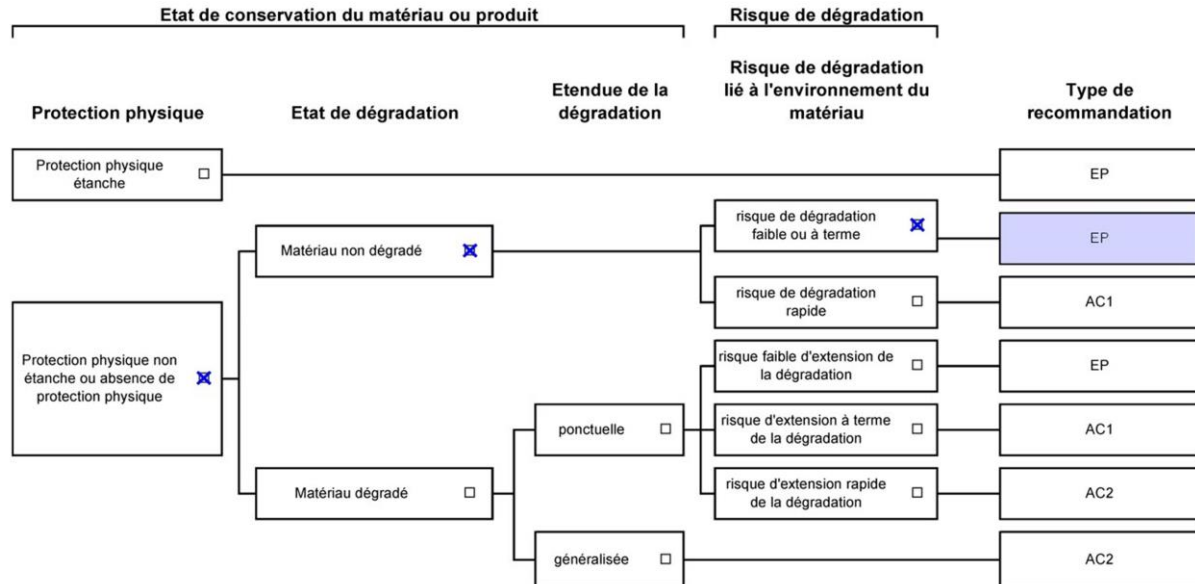 Etat de conservation du matériau ou produit
Risque de dégradation
Protection physique
Etat de dégradation
Etendue de la
dégradation
Risque de dégradation
lié à l'environnement du
matériau
Type de
recommandation
Protection physique
étanche
EP
risque de dégradation
faible ou à terme
EP
Matériau non dégradé
risque de dégradation
rapide
AC1
Protection physique non
étanche ou absence de
protection physique
risque faible d'extension de
la dégradation
EP
ponctuelle
risque d'extension à terme
de la dégradation
AC1
Matériau dégradé
risque d'extension rapide
de la dégradation
AC2
généralisée
AC2